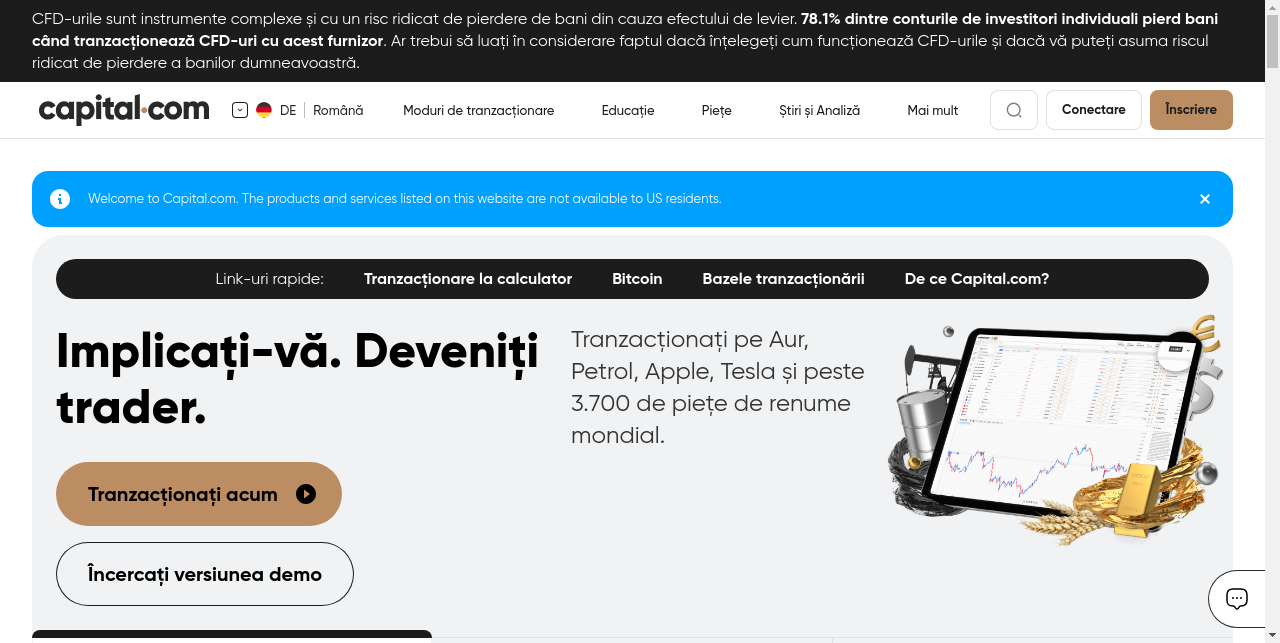 CFD-urile sunt instrumente complexe și cu un risc ridicat de pierdere de bani din cauza efectului de levier. 78.1% dintre conturile de investitori individuali pierd bani
când tranzacționează CFD-uri cu acest furnizor. Ar trebui să luați în considerare faptul dacă înțelegeți cum funcționează CFD-urile și dacă vă puteți asuma riscul
ridicat de pierdere a banilor dumneavoastră.
capital.com
DE
Română
Moduri de tranzacționare
Educație
Piețe
Știri și Analiză
Mai mult
Conectare
Înscriere
Welcome to Capital.com. The products and services listed on this website are not available to US residents.
Link-uri rapide:
Tranzacționare la calculator
Bitcoin
Bazele tranzacționării
De ce Capital.com?
Implicați-vă. Deveniți
trader.
Tranzacționați pe Aur,
Petrol, Apple, Tesla și peste
3.700 de piețe de renume
mondial.
Tranzacționați acum
Încercați versiunea demo